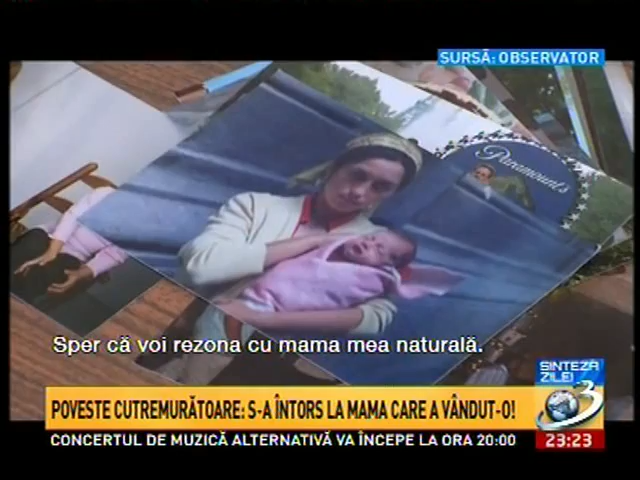 SURSĂ: OBSERVATOR
Paramount's
Sper că voi rezona cu mama mea naturală.
SINTEZA
ZILEI
3
POVESTE CUTREMURĂTOARE: S-A ÎNTORS LA MAMA CARE A VÂNDUT-O!
CONCERTUL DE MUZICĂ ALTERNATIVĂ VA ÎNCEPE LA ORA 20:00
23:23